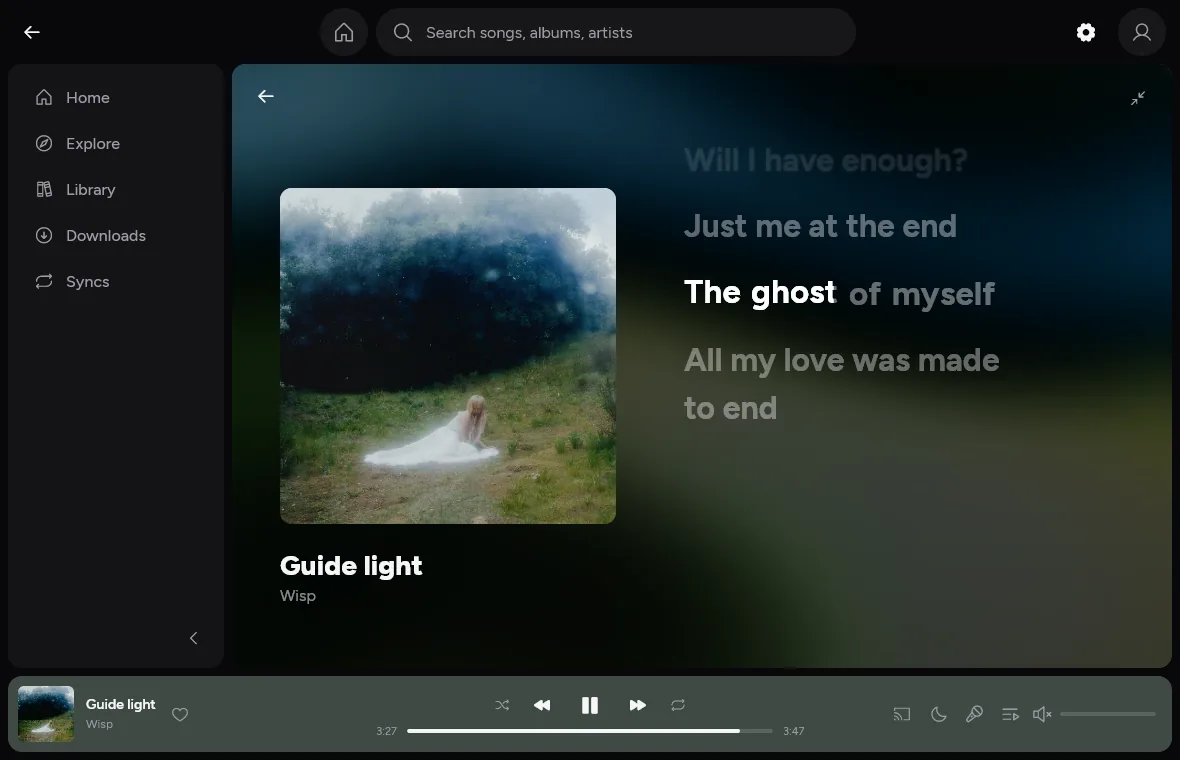 Search songs, albums, artists
Home
Explore
Library
Downloads
Syncs
Will I have enough?
Just me at the end
The ghost of myself
All my love was made
to end
Guide light
Wisp
Guide light
Wisp
3:27
3:47